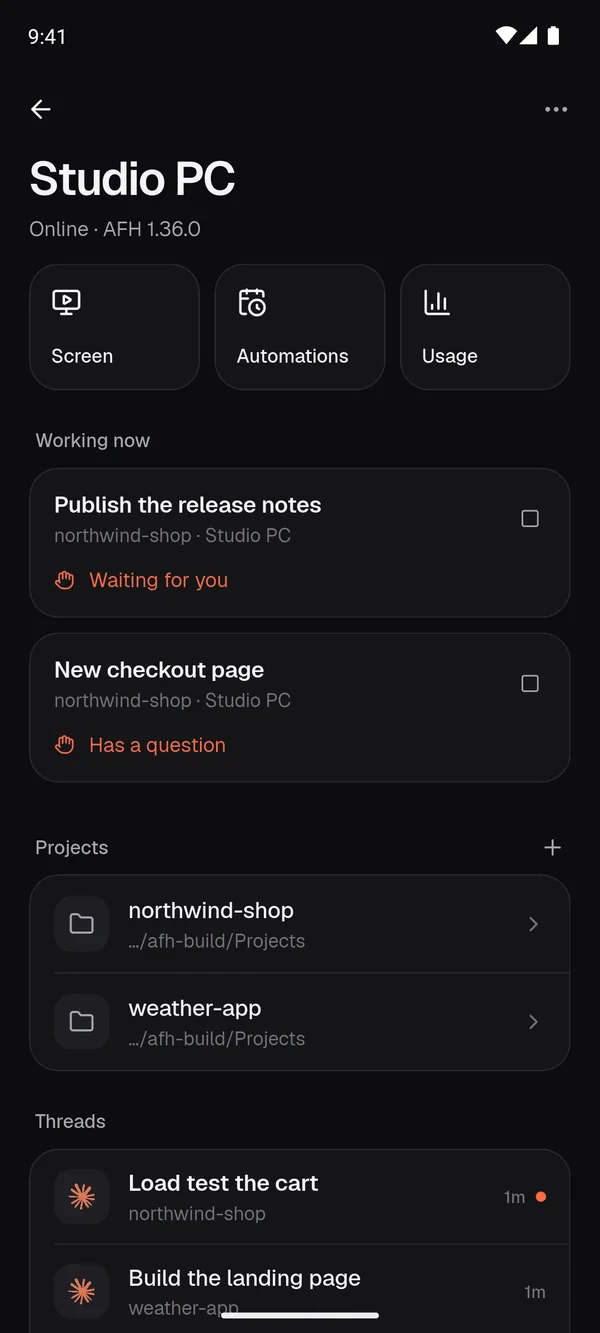 9:41
Studio PC
Online · AFH 1.36.0
Screen
Automations
Usage
Working now
Publish the release notes
northwind-shop · Studio PC
Waiting for you
New checkout page
northwind-shop · Studio PC
Has a question
Projects
northwind-shop
.../afh-build/Projects
weather-app
.../afh-build/Projects
Threads
Load test the cart
1m
northwind-shop
Build the landing page
1m
weather-app